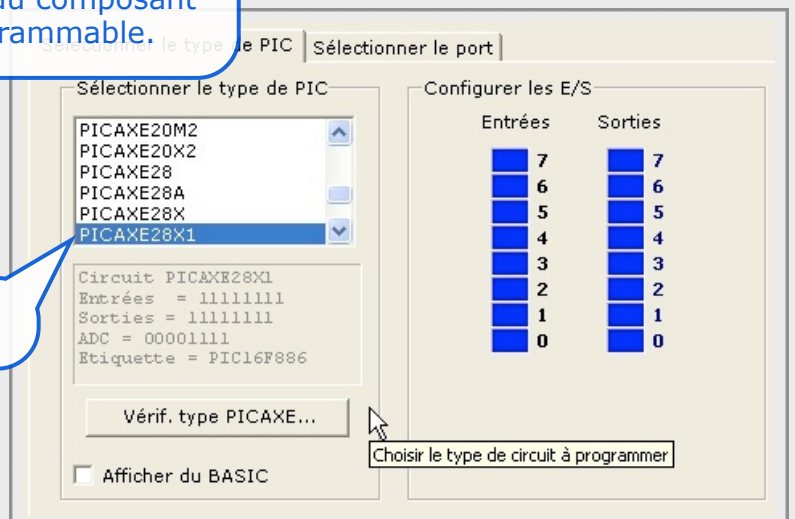 du composant
rammable.
Sélectionner le type de PIC
Sélectionner le port
Sélectionner le type de PIC
PICAXE20M2
PICAXE20X2
PICAXE28
PICAXE28A
PICAXE28X
PICAXE28X1
Circuit PICAXE28X1
Entrées = 11111111
Sorties = 11111111
ADC = 00001111
Etiquette = PIC16F886
Vérif. type PICAXE...
Afficher du BASIC
Configurer les E/S
Entrées Sorties
7 7
6 6
5 5
4 4
3 3
2 2
1 1
0 0
Choisir le type de circuit à programmer